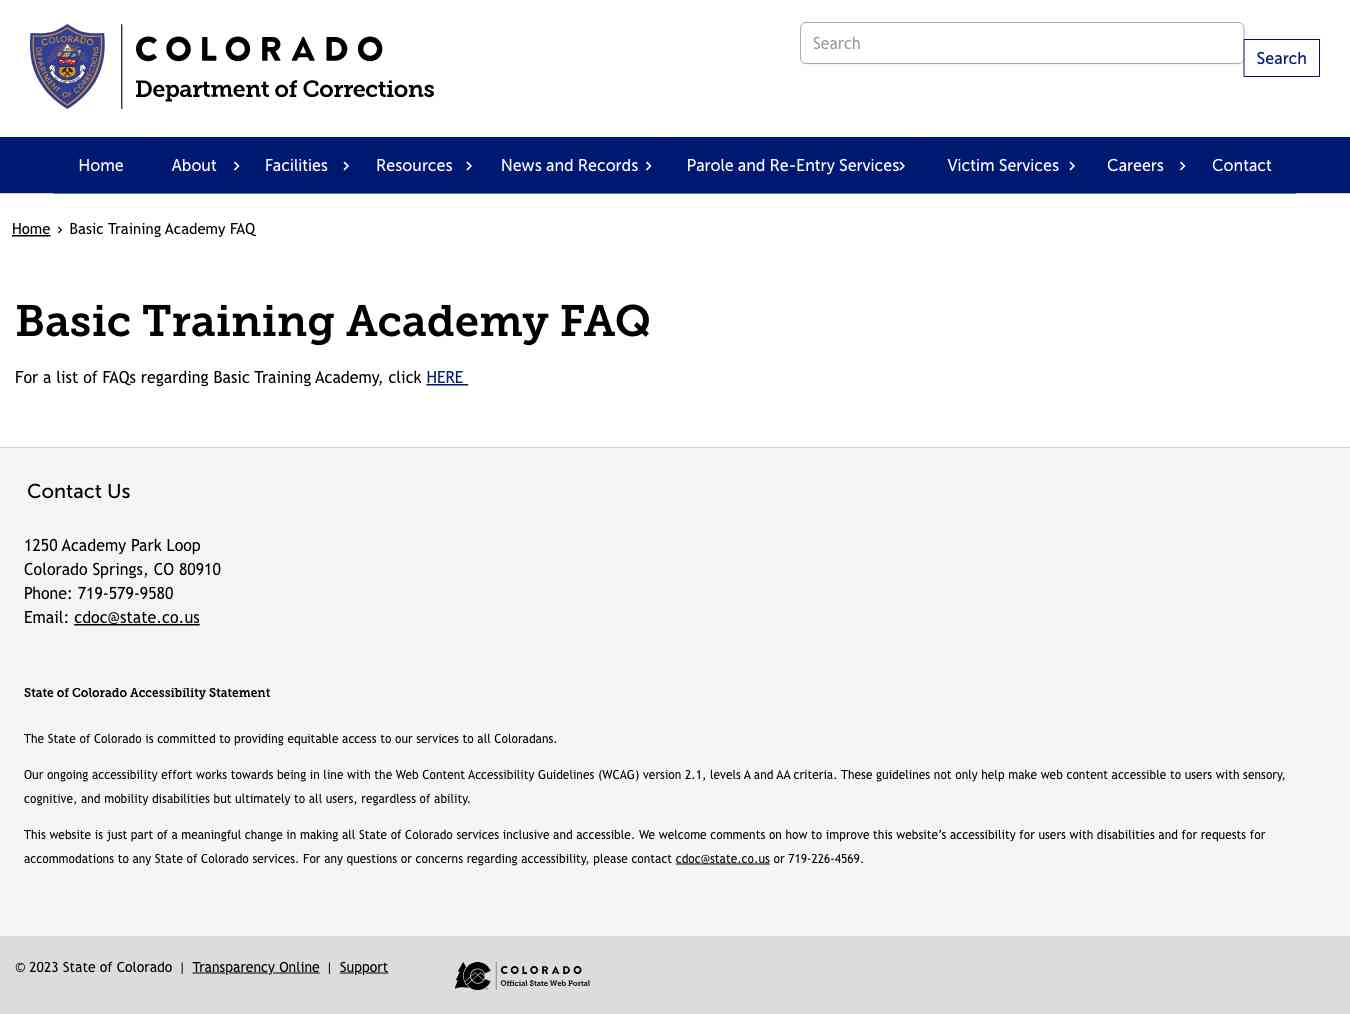 COLORADO
Department of Corrections
Search
Search
Home About Facilities Resources News and Records Parole and Re-Entry Services Victim Services Careers Contact
Home › Basic Training Academy FAQ
Basic Training Academy FAQ
For a list of FAQs regarding Basic Training Academy, click HERE
Contact Us
1250 Academy Park Loop
Colorado Springs, CO 80910
Phone: 719-579-9580
Email: cdoc@state.co.us
State of Colorado Accessibility Statement
The State of Colorado is committed to providing equitable access to our services to all Coloradans.
Our ongoing accessibility effort works towards being in line with the Web Content Accessibility Guidelines (WCAG) version 2.1, levels A and AA criteria. These guidelines not only help make web content accessible to users with sensory,
cognitive, and mobility disabilities but ultimately to all users, regardless of ability.
This website is just part of a meaningful change in making all State of Colorado services inclusive and accessible. We welcome comments on how to improve this website’s accessibility for users with disabilities and for requests for
accommodations to any State of Colorado services. For any questions or concerns regarding accessibility, please contact cdoc@state.co.us or 719-226-4569.
© 2023 State of Colorado | Transparency Online | Support
COLORADO
Official State Web Portal